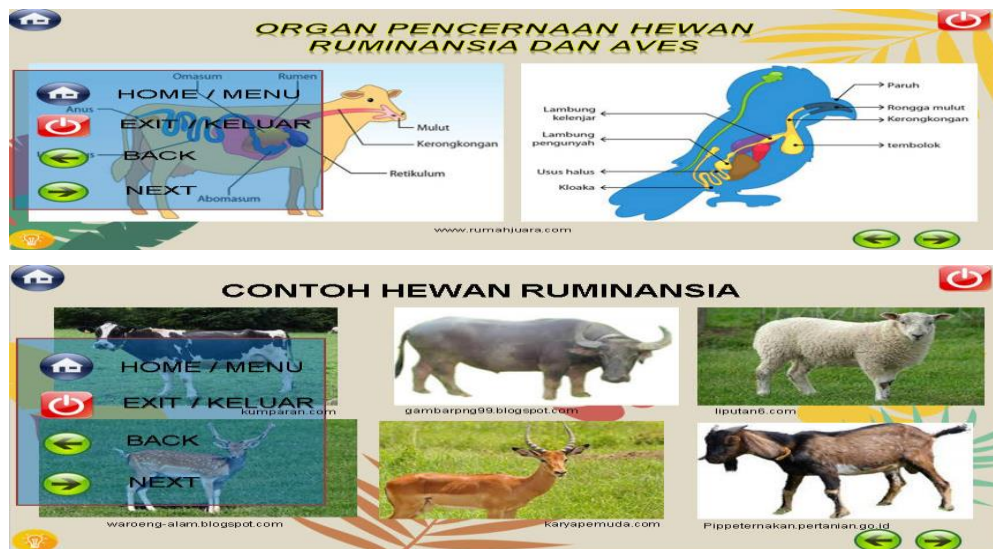 ORGAN PENCERNAAN HEWAN
RUMINANSIA DAN AVES
Omasum
Rumen
HOME / MENU
Anus
EXIT / KELUAR
BACK
NEXT
Abomasum
Mulut
Kerongkongan
Retikulum
Lambung
kelenjar
Lambung
pengunyah
Usus halus
Kloaka
Paruh
Rongga mulut
Kerongkongan
tembolok
www.rumahjuara.com
CONTOH HEWAN RUMINANSIA
HOME / MENU
EXIT / KELUAR
BACK
NEXT
kumparan.com
gambarpng99.blogspot.com
liputan6.com
waroeng-alam.blogspot.com
karyapemuda.com
Pippeternakan.pertanian.go.id